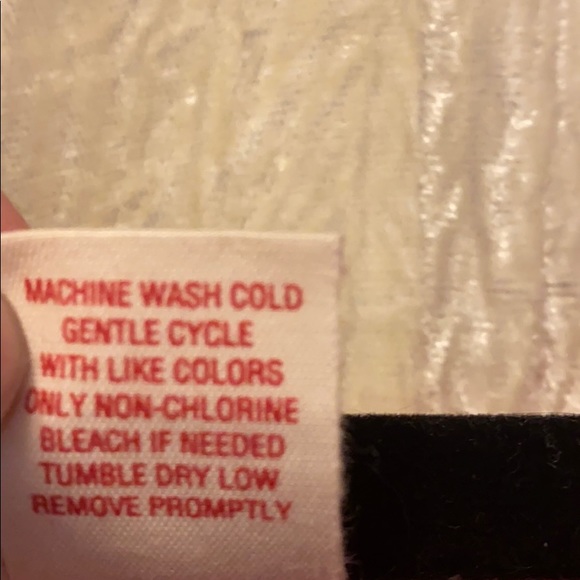 MACHINE WASH COLD
GENTLE CYCLE
WITH LIKE COLORS
ONLY NON-CHLORINE
BLEACH IF NEEDED
TUMBLE DRY LOW
REMOVE PROMPTLY